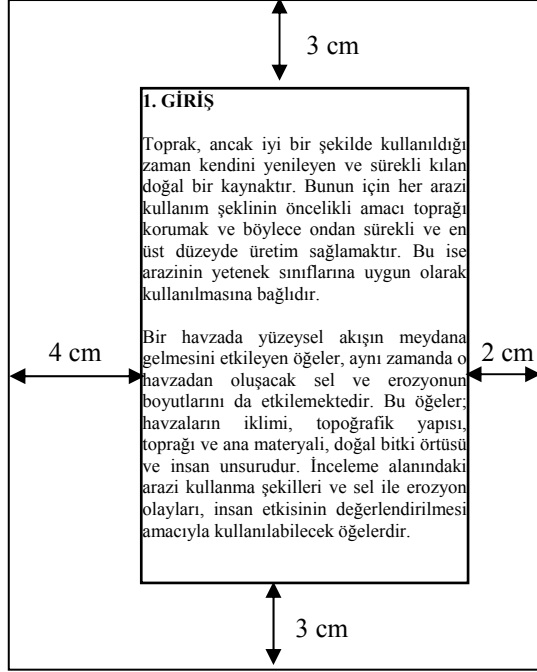 3 cm
1. GİRİŞ
Toprak, ancak iyi bir şekilde kullanıldığı
zaman kendini yenileyen ve sürekli kılan
doğal bir kaynaktır. Bunun için her arazi
kullanım şeklinin öncelikli amacı toprağı
korumak ve böylece ondan sürekli ve en
üst düzeyde üretim sağlamaktır. Bu ise
arazinin yetenek sınıflarına uygun olarak
kullanılmasına bağlıdır.
Bir havzada yüzeysel akışın meydana
gelmesini etkileyen öğeler, aynı zamanda o
havzadan oluşacak sel ve erozyonun
boyutlarını da etkilemektedir. Bu öğeler;
havzaların iklimi, topoğrafik yapısı,
toprağı ve ana materyali, doğal bitki örtüsü
ve insan unsurudur. İnceleme alanındaki
arazi kullanma şekilleri ve sel ile erozyon
olayları, insan etkisinin değerlendirilmesi
amacıyla kullanılabilecek öğelerdir.
4 cm
2 cm
3 cm